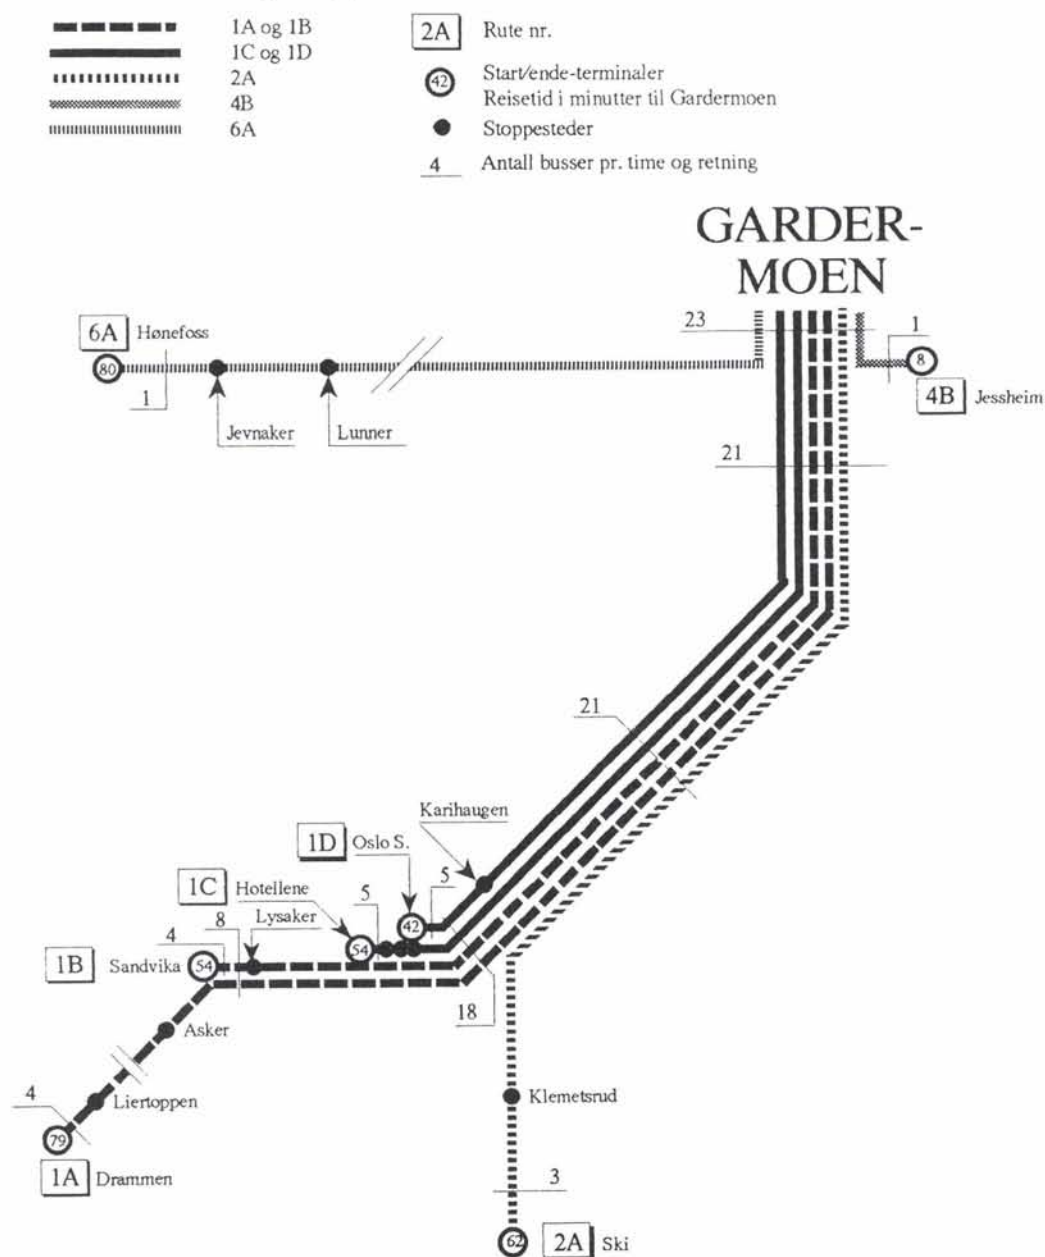 1A og 1B
1C og 1D
2A
4B
6A
2A Rute nr.
42 Start/ende-terminaler
Reisetid i minutter til Gardermoen
Stoppesteder
4 Antall busser pr. time og retning
GARDER-
MOEN
6A Hønefoss
80
1
Jevnaker
Lunner
23
1
8
4B Jessheim
21
21
Karihaugen
1D Oslo S.
5
42
1C Hotellene
5
54
Lysaker
8
4
1B Sandvika
54
18
Asker
Liertoppen
4
79
1A Drammen
Klemetsrud
3
62
2A Ski